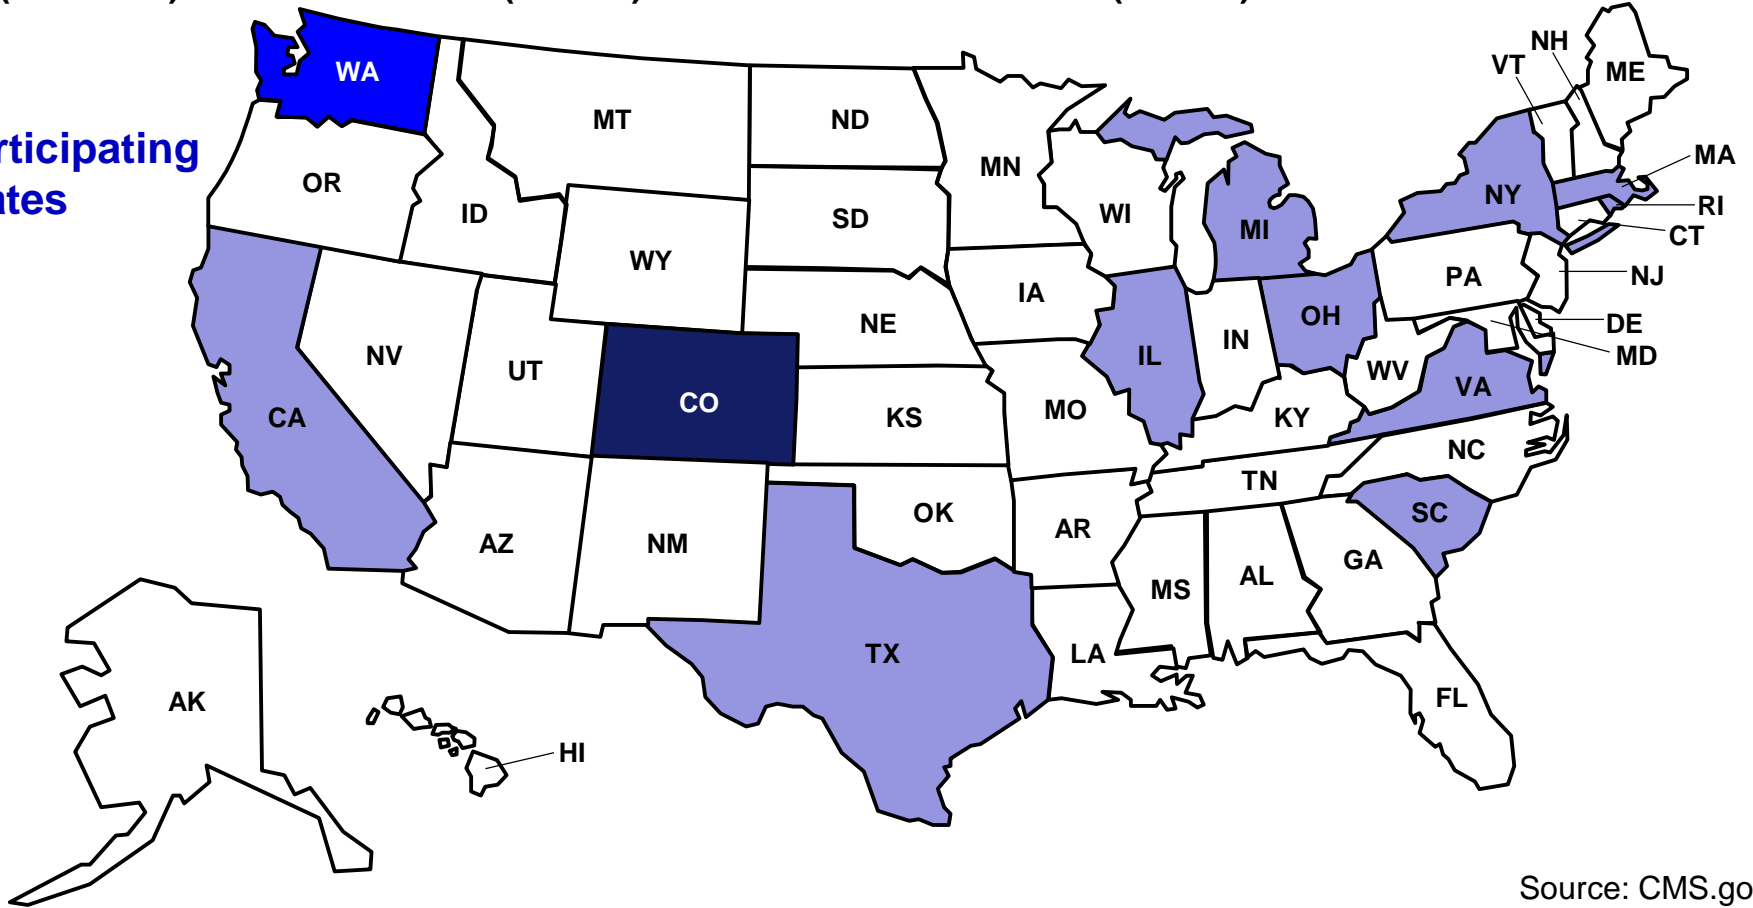 WA
rticipating
ates
OR
MT
ID
WY
ND
SD
NE
MN
WI
IA
MI
NH
VT
ME
MA
NY
RI
CT
NJ
PA
DE
MD
OH
IN
IL
WV
VA
NV
UT
CO
KS
MO
KY
CA
NC
TN
SC
AZ
NM
OK
AR
GA
MS
AL
TX
LA
FL
AK
HI
Source: CMS.go